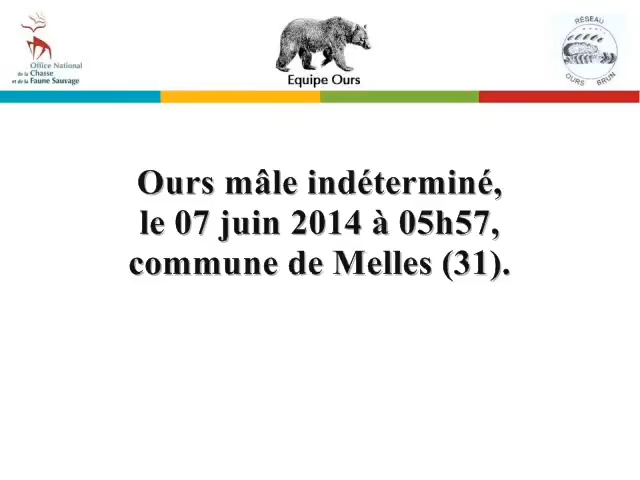 Office National
de la Chasse
et de la Faune Sauvage
Equipe Ours
RÉSEAU
OURS BRUN
Ours mâle indéterminé,
le 07 juin 2014 à 05h57,
commune de Melles (31).